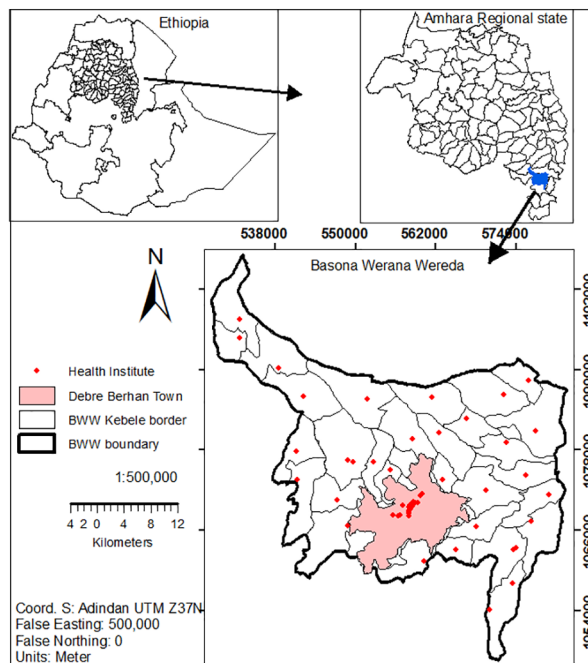 Ethiopia
Amhara Regional state
538000 550000 562000 574000
Basona Werana Wereda
N
Health Institute
Debre Berhan Town
BWW Kebele border
BWW boundary
1:500,000
4 2 0 4 8 12
Kilometers
Coord. S: Adindan UTM Z37N
False Easting: 500,000
False Northing: 0
Units: Meter